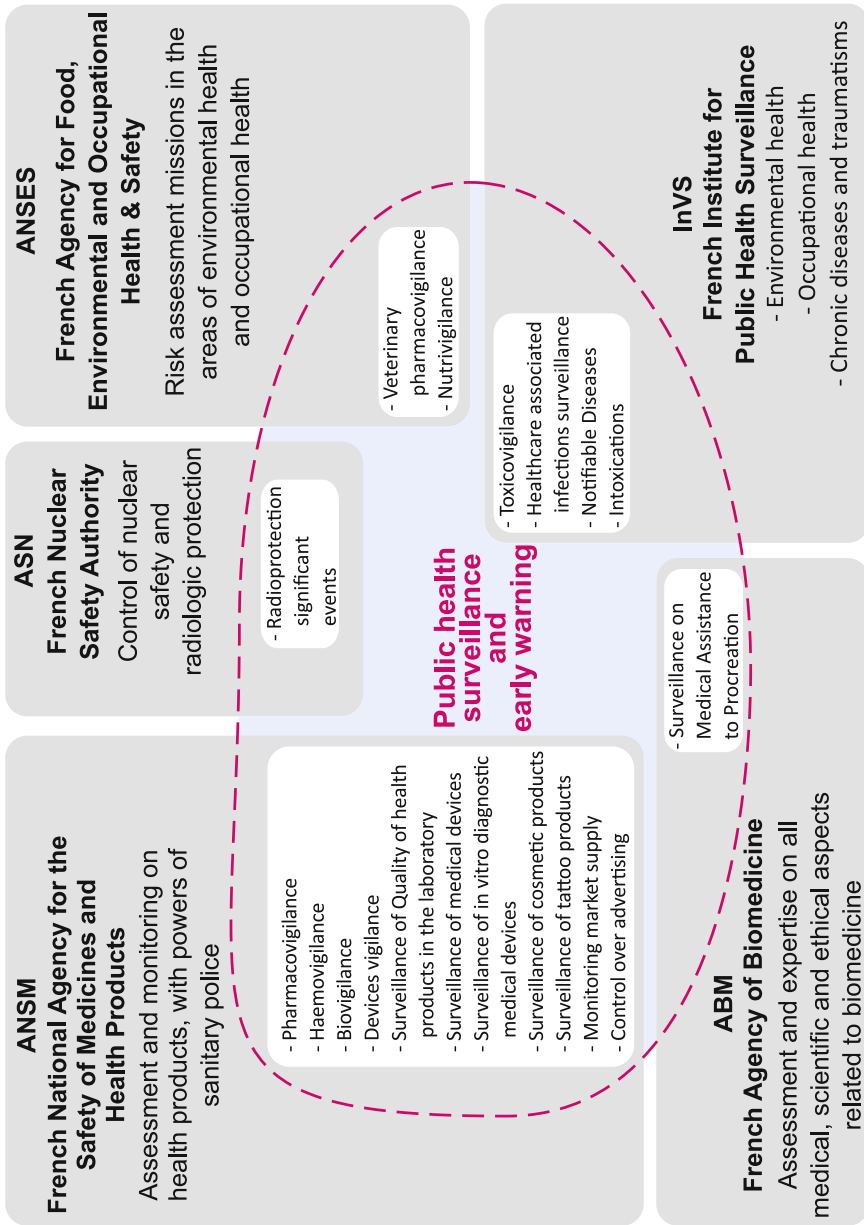 ANSM
French National Agency for the
Safety of Medicines and
Health Products
Assessment and monitoring on
health products, with powers of
sanitary police
- Pharmacovigilance
- Haemovigilance
- Biovigilance
- Devices vigilance
- Surveillance of Quality of health
products in the laboratory
- Surveillance of medical devices
- Surveillance of in vitro diagnostic
medical devices
- Surveillance of cosmetic products
- Surveillance of tattoo products
- Monitoring market supply
- Control over advertising
ASN
French Nuclear
Safety Authority
Control of nuclear
safety and
radiologic protection
- Radioprotection
significant
events
ANSES
French Agency for Food,
Environmental and Occupational
Health & Safety
Risk assessment missions in the
areas of environmental health
and occupational health
- Veterinary
pharmacovigilance
- Nutrivigilance
Public health
surveillance
and
early warning
ABM
French Agency of Biomedicine
Assessment and expertise on all
medical, scientific and ethical aspects
related to biomedicine
- Surveillance on
Medical Assistance
to Procreation
- Toxicovigilance
- Healthcare associated
infections surveillance
- Notifiable Diseases
- Intoxications
InVS
French Institute for
Public Health Surveillance
- Environmental health
- Occupational health
- Chronic diseases and traumatisms